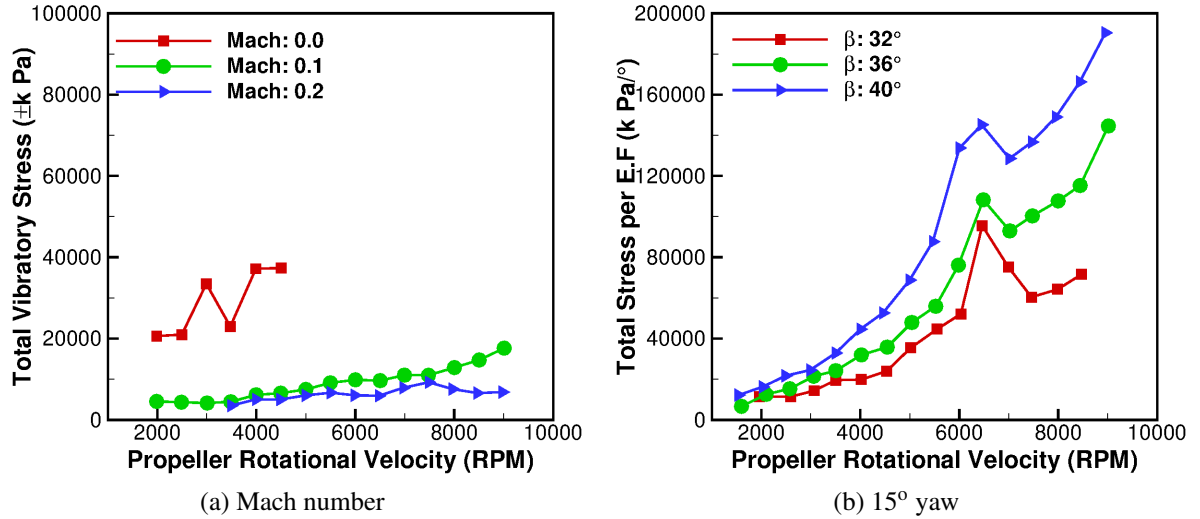 100000
80000
60000
40000
20000
0
Total Vibratory Stress (±k Pa)
Mach: 0.0
Mach: 0.1
Mach: 0.2
2000 4000 6000 8000 10000
Propeller Rotational Velocity (RPM)
(a) Mach number
200000
160000
120000
80000
40000
0
Total Stress per E.F (k Pa/°)
β: 32°
β: 36°
β: 40°
2000 4000 6000 8000 10000
Propeller Rotational Velocity (RPM)
(b) 15° yaw